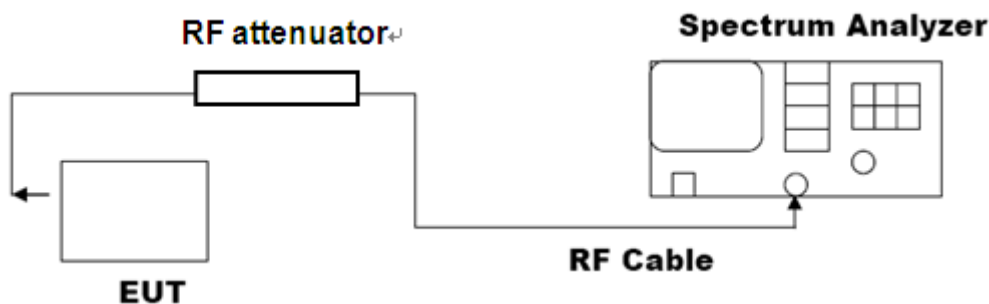 RF attenuator↵
Spectrum Analyzer
RF Cable
EUT